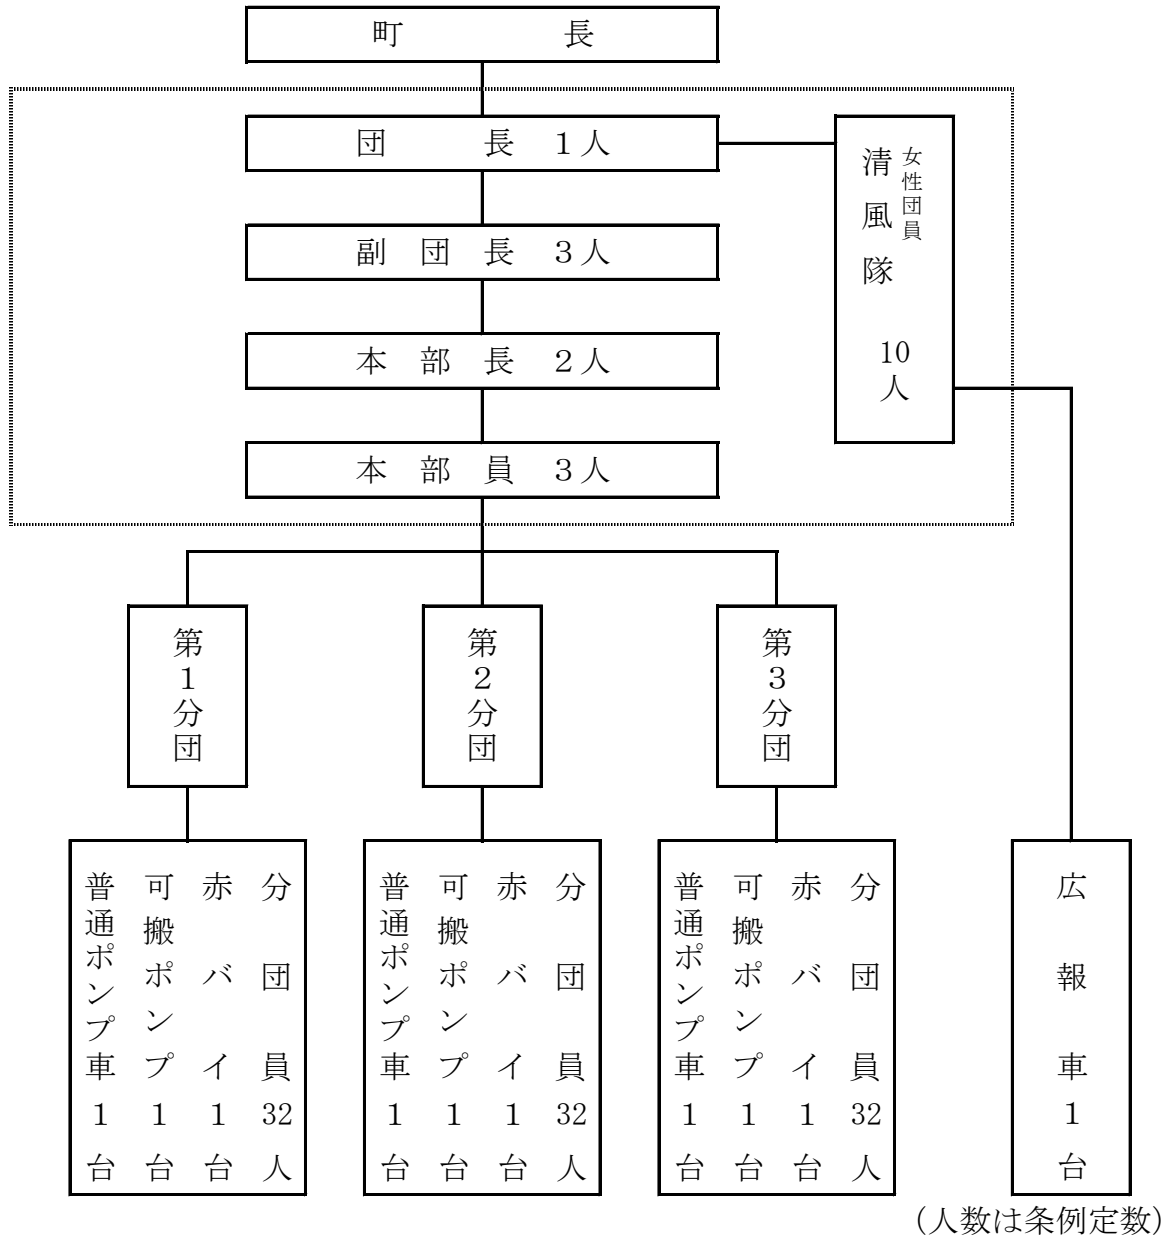 町長
団長 1人
副団長 3人
本部長 2人
本部員 3人
女性団員
清風隊 10人
第1分団
第2分団
第3分団
分団員32人
赤バイ1台
可搬ポンプ1台
普通ポンプ車1台
分団員32人
赤バイ1台
可搬ポンプ1台
普通ポンプ車1台
分団員32人
赤バイ1台
可搬ポンプ1台
普通ポンプ車1台
広報車1台
(人数は条例定数)